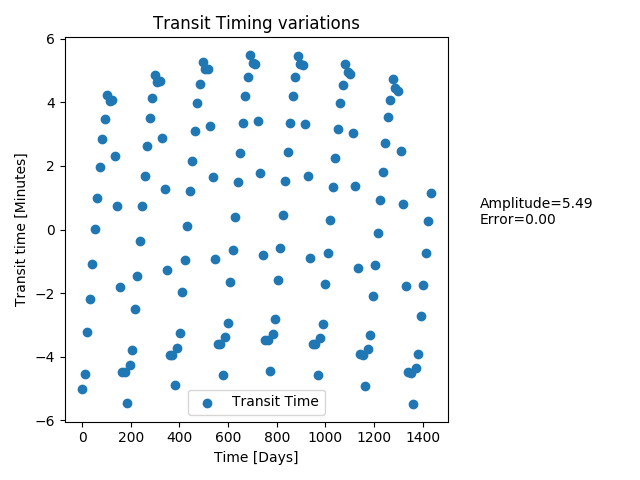 Transit Timing variations
Transit time [Minutes]
6
4
2
0
−2
−4
−6
0 200 400 600 800 1000 1200 1400
Time [Days]
Transit Time
Amplitude=5.49
Error=0.00